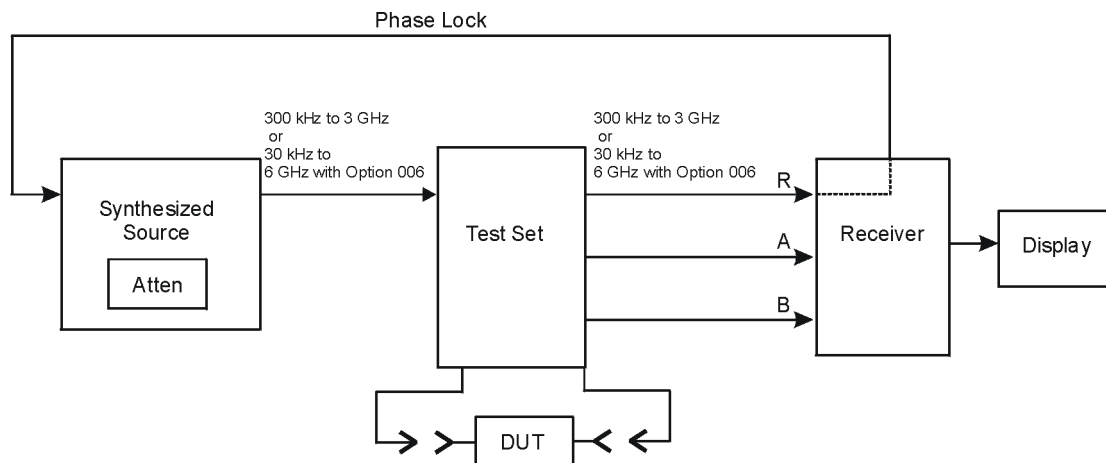 Phase Lock
300 kHz to 3 GHz
or
30 kHz to
6 GHz with Option 006
300 kHz to 3 GHz
or
30 kHz to
6 GHz with Option 006
Synthesized
Source
Atten
Test Set
R
A
B
Receiver
Display
DUT